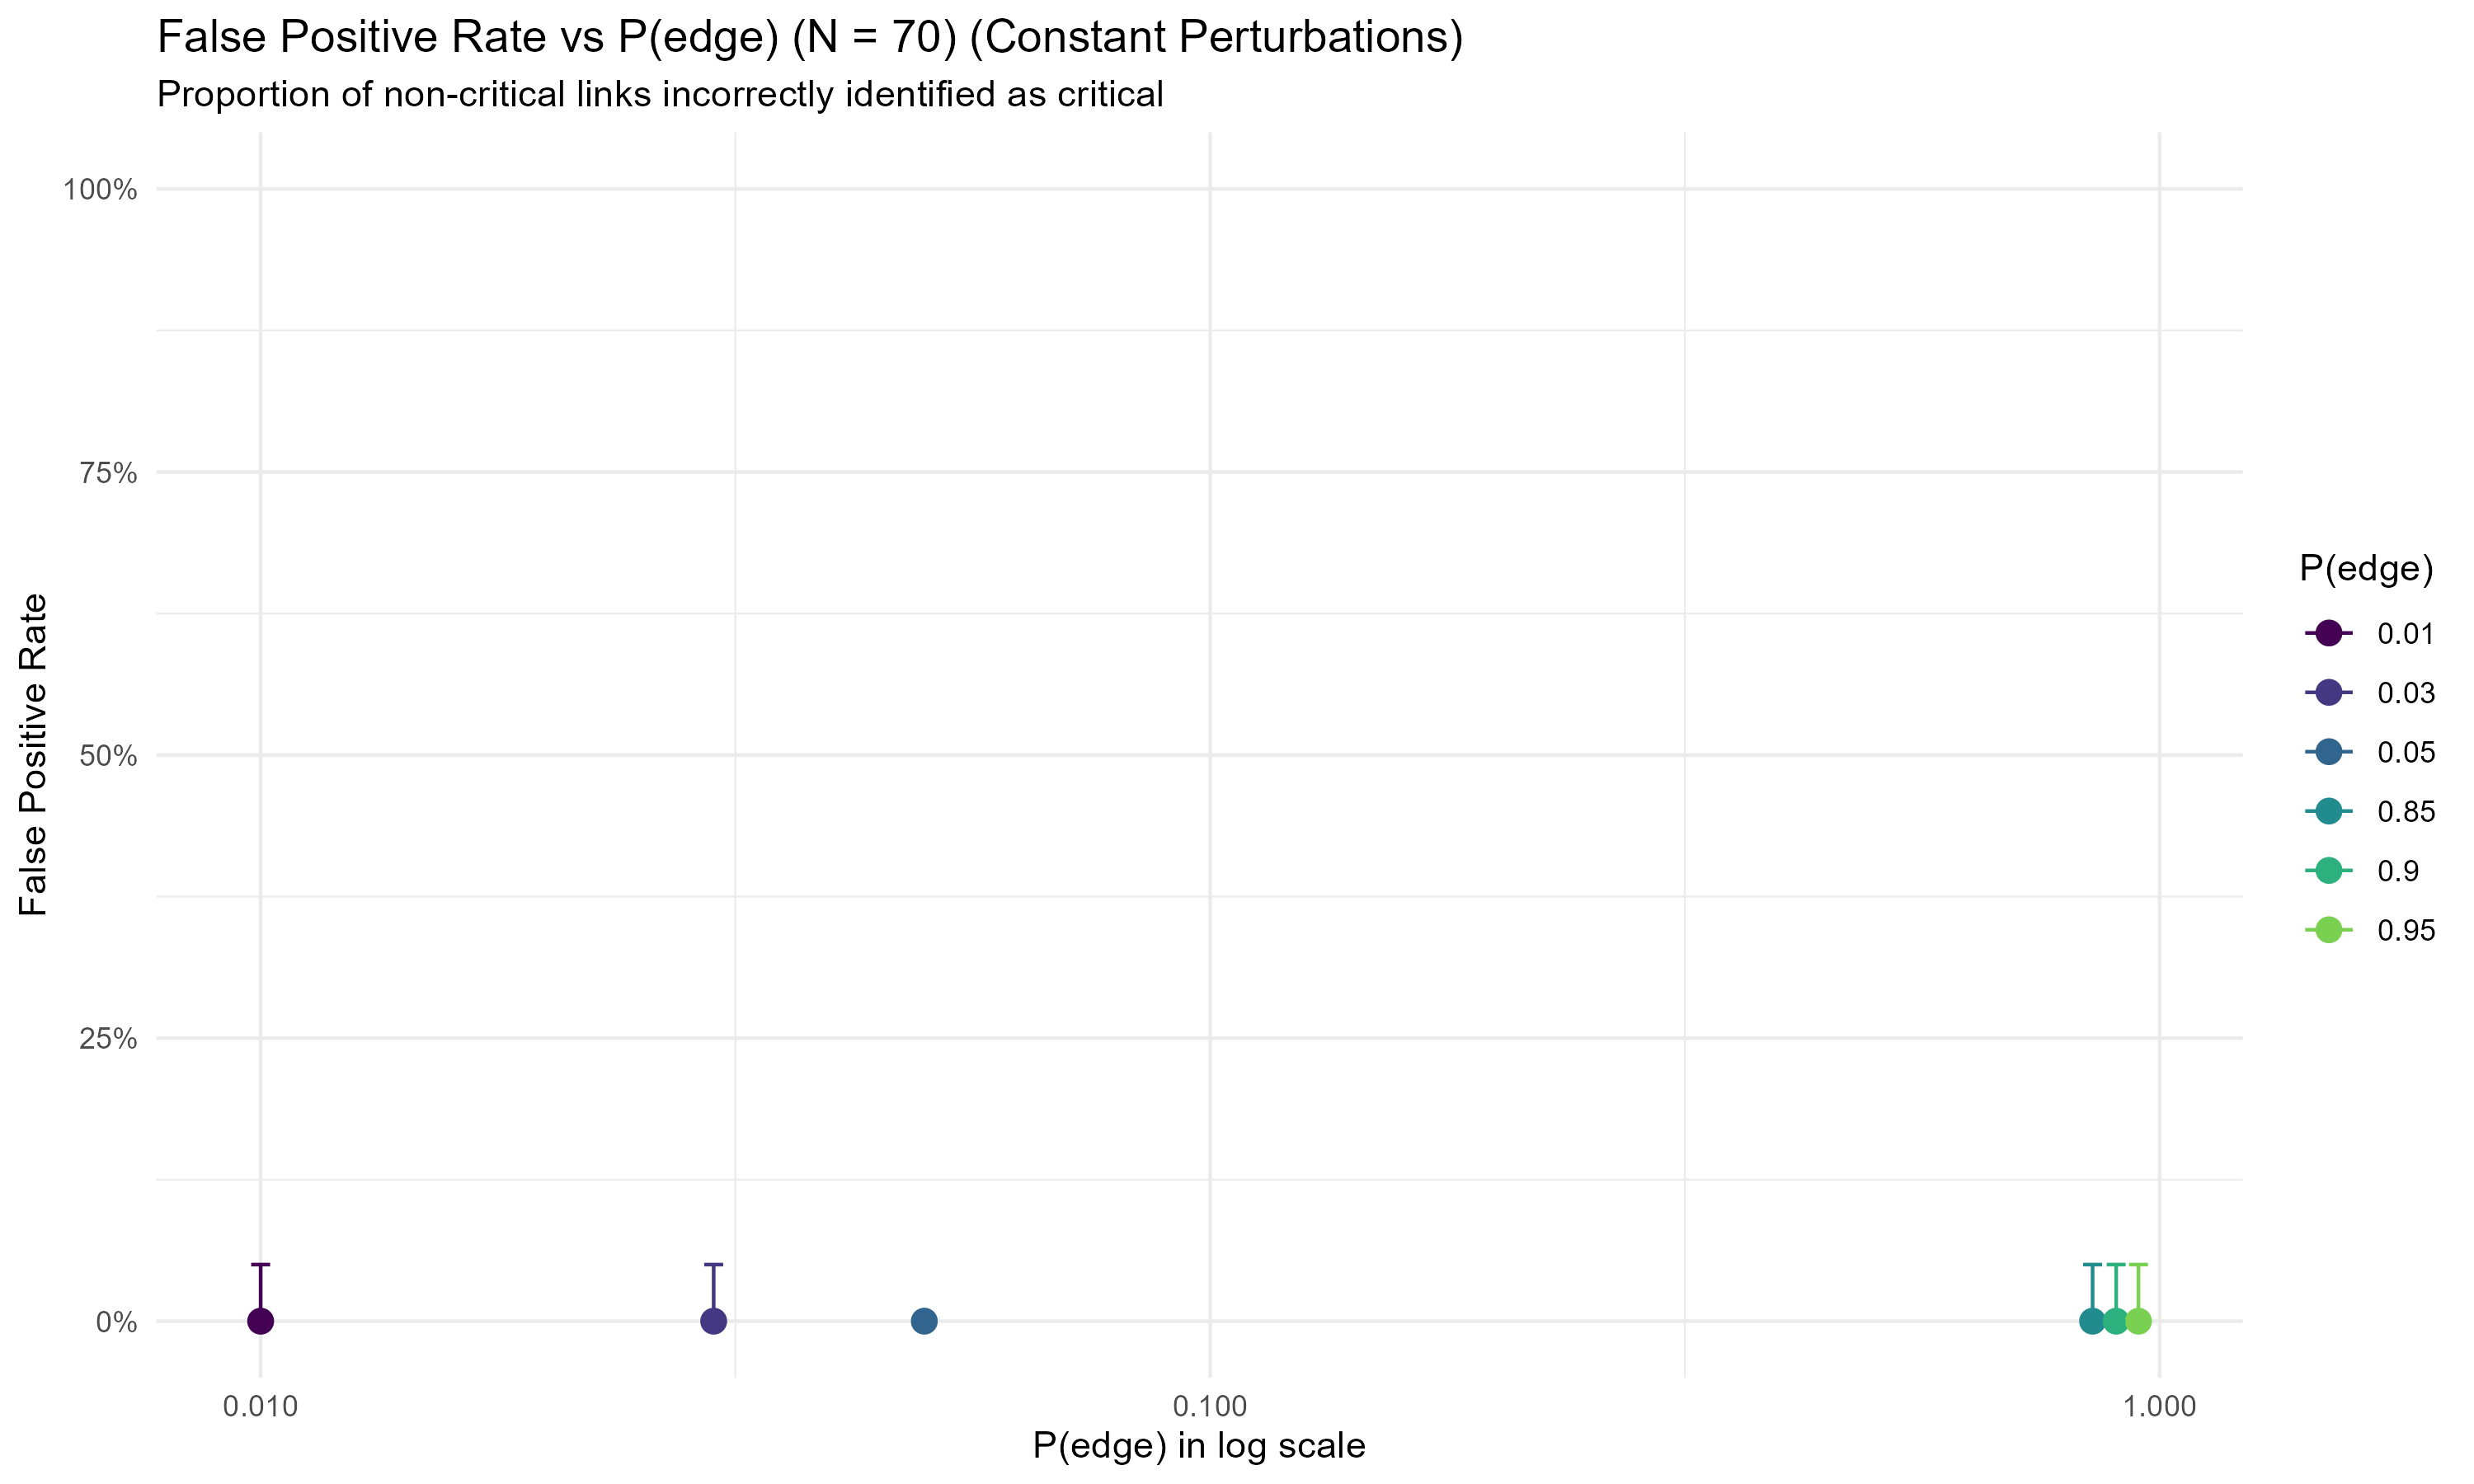 False Positive Rate vs P(edge) (N = 70) (Constant Perturbations)
Proportion of non-critical links incorrectly identified as critical
100%
75%
50%
25%
0%
False Positive Rate
0.010
0.100
1.000
P(edge) in log scale
P(edge)
0.01
0.03
0.05
0.85
0.9
0.95